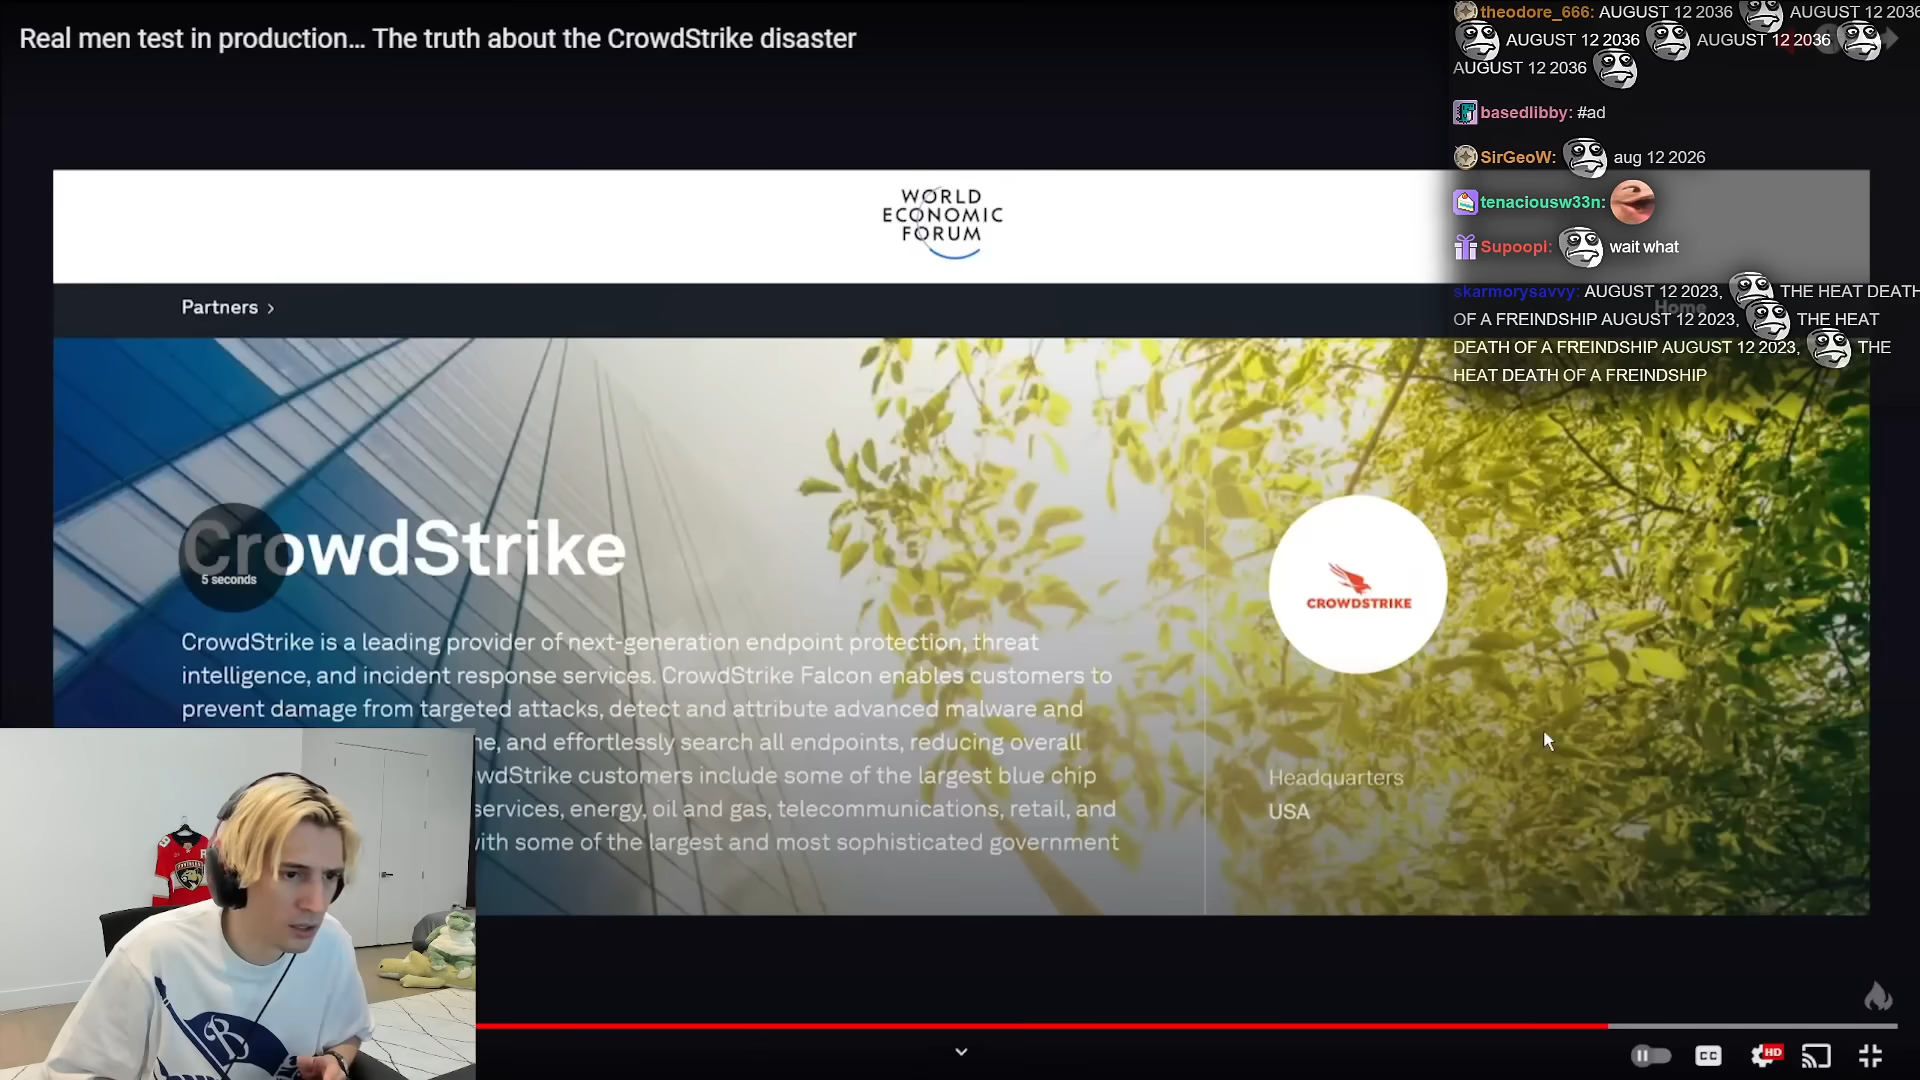 Real men test in production... The truth about the CrowdStrike disaster
theodore_666: AUGUST 12 2036 AUGUST 12 2036
AUGUST 12 2036 AUGUST 12 2036
AUGUST 12 2036
basedlibby: #ad
SirGeoW: aug 12 2026
tenaciousw33n:
Supoopi: wait what
skarmorysavvy: AUGUST 12 2023, THE HEAT DEATH
OF A FREINDSHIP AUGUST 12 2023, THE HEAT
DEATH OF A FREINDSHIP AUGUST 12 2023, THE
HEAT DEATH OF A FREINDSHIP
WORLD
ECONOMIC
FORUM
Partners >
Home
CrowdStrike
5 seconds
CrowdStrike is a leading provider of next-generation endpoint protection, threat
intelligence, and incident response services. CrowdStrike Falcon enables customers to
prevent damage from targeted attacks, detect and attribute advanced malware and
and effortlessly search all endpoints, reducing overall
wdStrike customers include some of the largest blue chip
services, energy, oil and gas, telecommunications, retail, and
with some of the largest and most sophisticated government
CROWDSTRIKE
Headquarters
USA
CC
HD